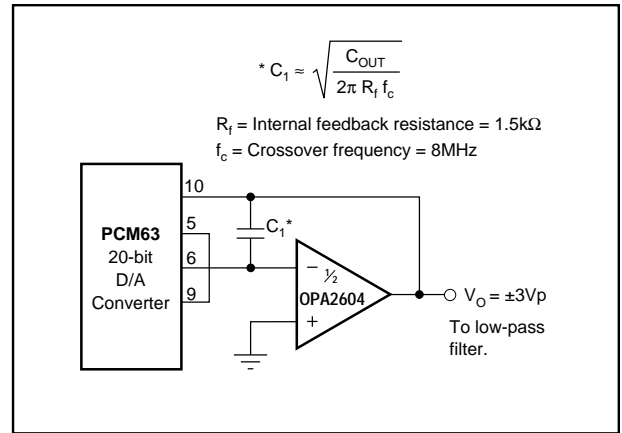 * C₁ ≈ √(C_OUT / 2π R_f f_c)
R_f = Internal feedback resistance = 1.5kΩ
f_c = Crossover frequency = 8MHz
10
5
PCM63
20-bit
D/A
Converter
6
9
C₁*
–
½
OPA2604
+
V_O = ±3Vp
To low-pass
filter.